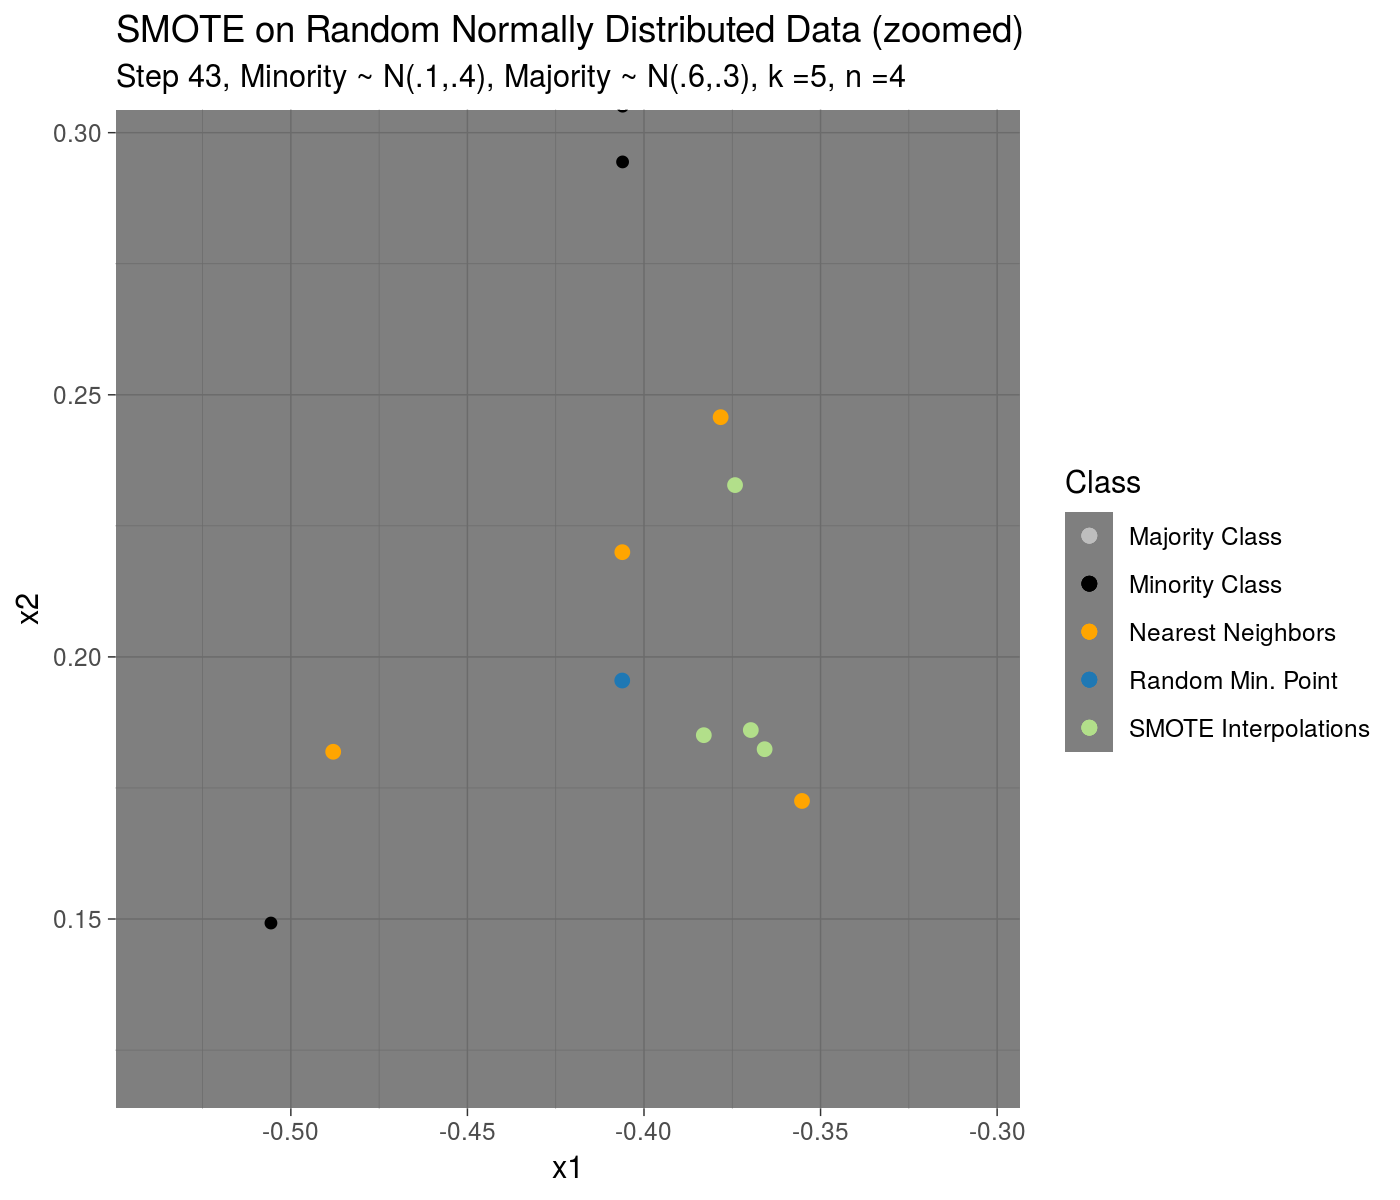 SMOTE on Random Normally Distributed Data (zoomed)
Step 43, Minority ~ N(.1,.4), Majority ~ N(.6,.3), k =5, n =4
0.30
0.25
0.20
0.15
x2
-0.50
-0.45
-0.40
-0.35
-0.30
x1
Class
Majority Class
Minority Class
Nearest Neighbors
Random Min. Point
SMOTE Interpolations